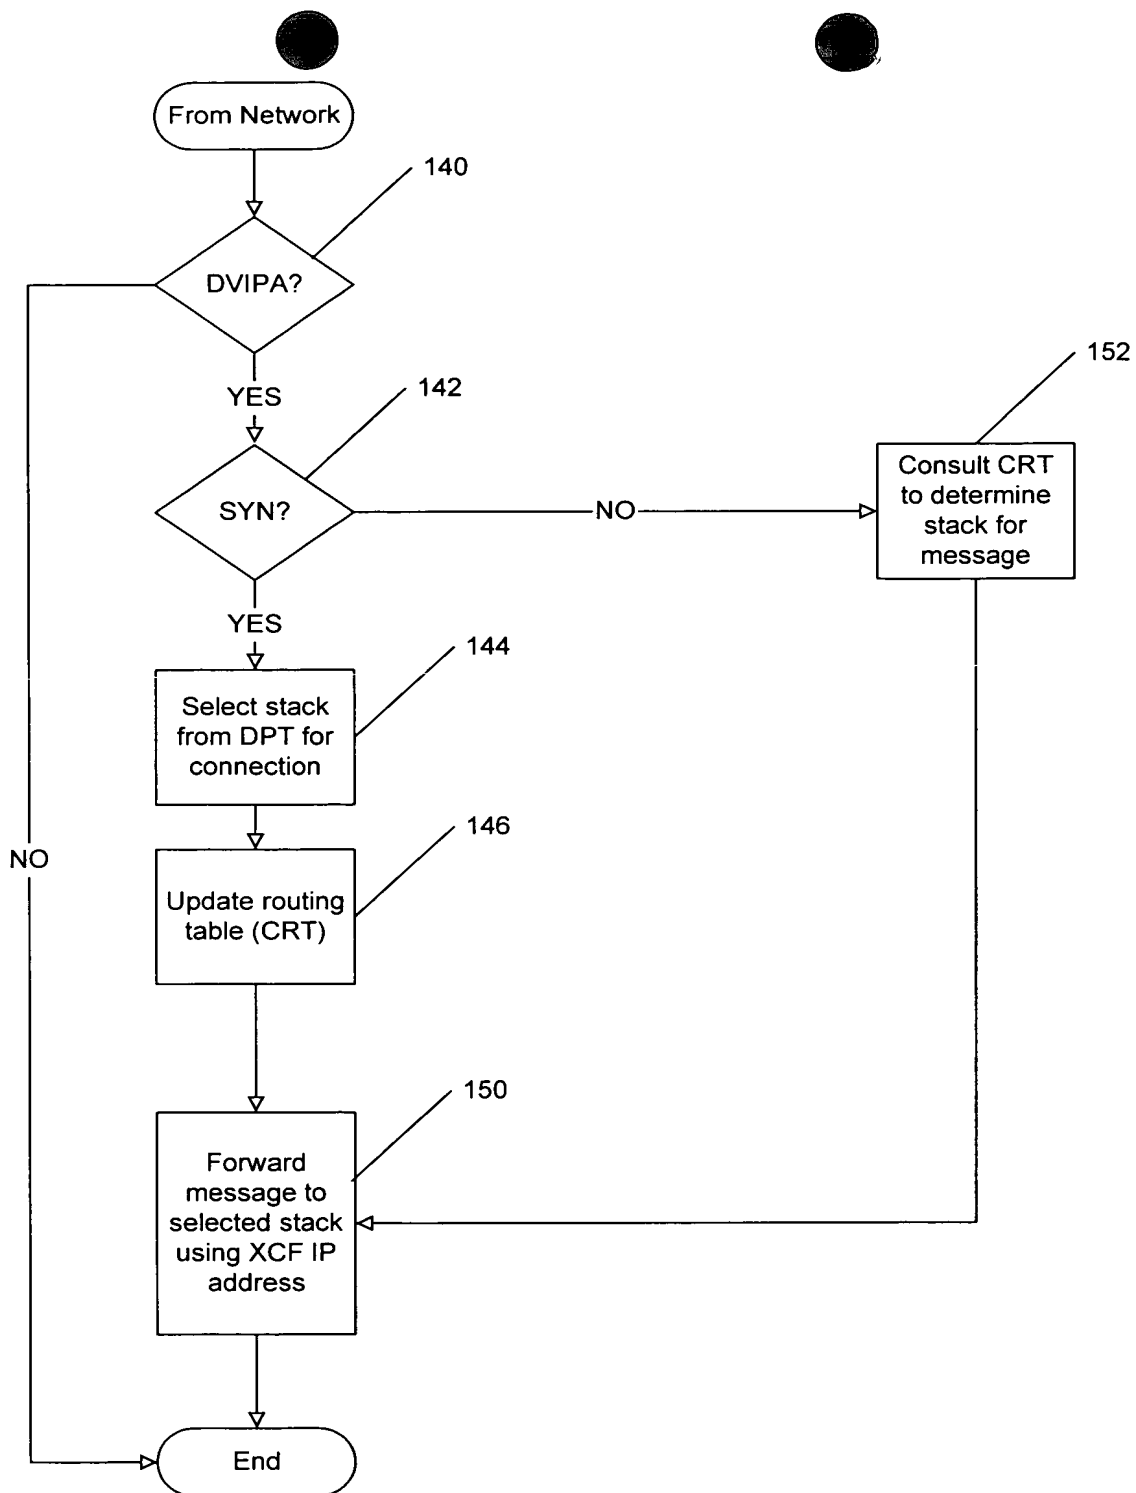 From Network
140
DVIPA?
152
YES
142
Consult CRT
to determine
stack for
message
SYN?
NO
YES
144
Select stack
from DPT for
connection
146
NO
Update routing
table (CRT)
150
Forward
message to
selected stack
using XCF IP
address
End